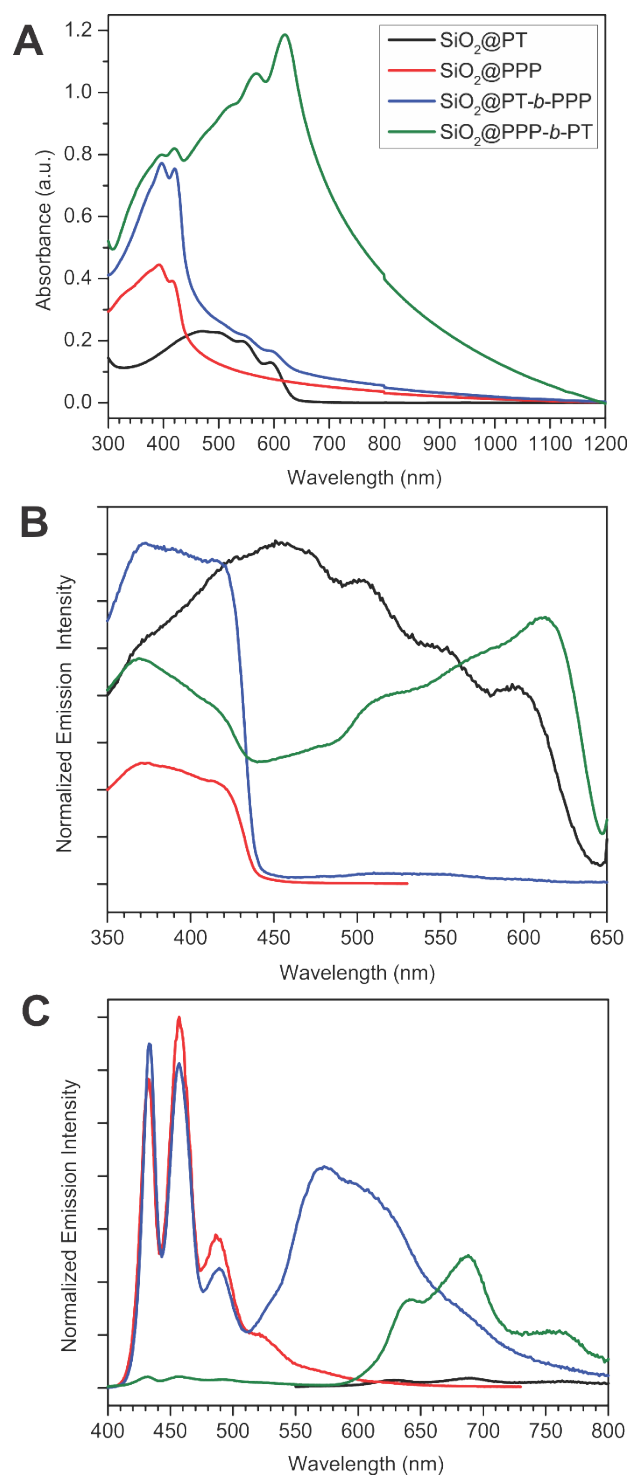 A
1.2
1.0
0.8
0.6
0.4
0.2
0.0
Absorbance (a.u.)
SiO₂@PT
SiO₂@PPP
SiO₂@PT-b-PPP
SiO₂@PPP-b-PT
300 400 500 600 700 800 900 1000 1100 1200
Wavelength (nm)
B
Normalized Emission Intensity
350 400 450 500 550 600 650
Wavelength (nm)
C
Normalized Emission Intensity
400 450 500 550 600 650 700 750 800
Wavelength (nm)